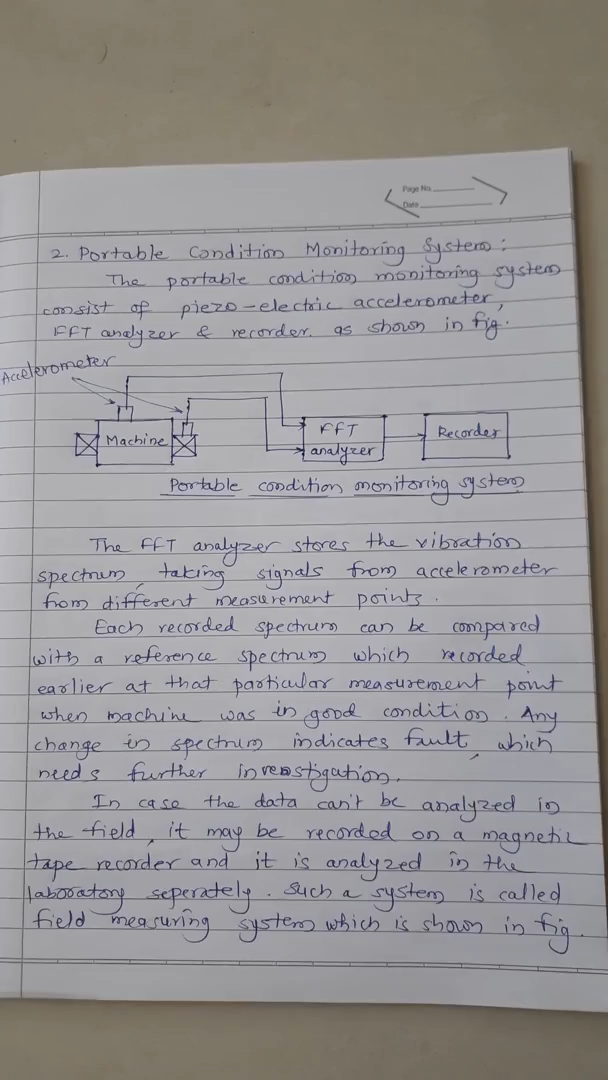 Page No.
Date
2. Portable Condition Monitoring System :
The portable condition monitoring system
consist of piezo-electric accelerometer,
FFT analyzer & recorder. as shown in fig.
Accelerometer
Machine
FFT
analyzer
Recorder
Portable condition monitoring system
The FFT analyzer stores the vibration
spectrum, taking signals from accelerometer
from different measurement points.
Each recorded spectrum can be compared
with a reference spectrum which recorded
earlier at that particular measurement point
when machine was in good condition. Any
change in spectrum indicates fault, which
needs further investigation.
In case the data can't be analyzed in
the field, it may be recorded on a magnetic
tape recorder and it is analyzed in the
laboratory seperately. Such a system is called
field measuring system which is shown in fig.